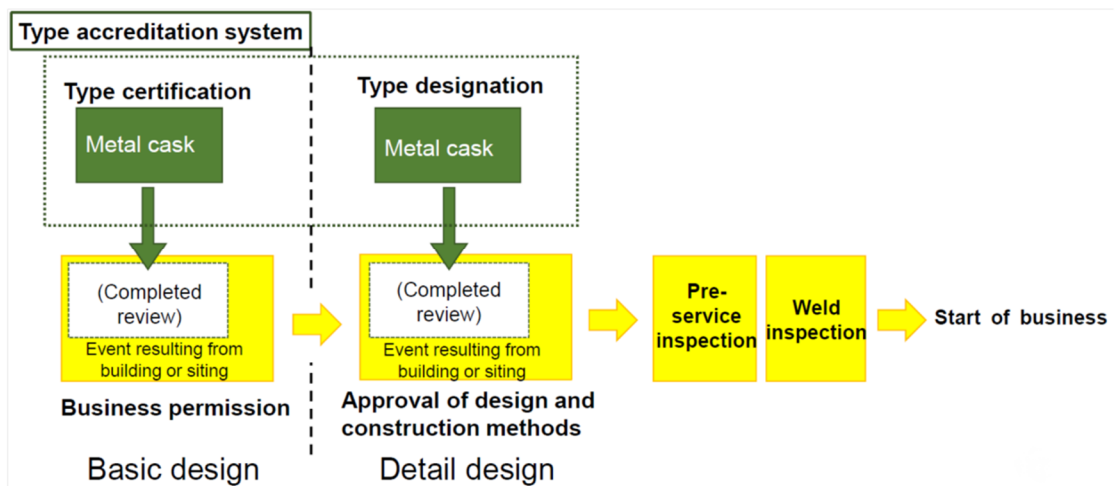 Type accreditation system
Type certification
Metal cask
Type designation
Metal cask
(Completed
review)
Event resulting from
building or siting
Business permission
(Completed
review)
Event resulting from
building or siting
Approval of design and
construction methods
Pre-
service
inspection
Weld
inspection
Start of business
Basic design
Detail design